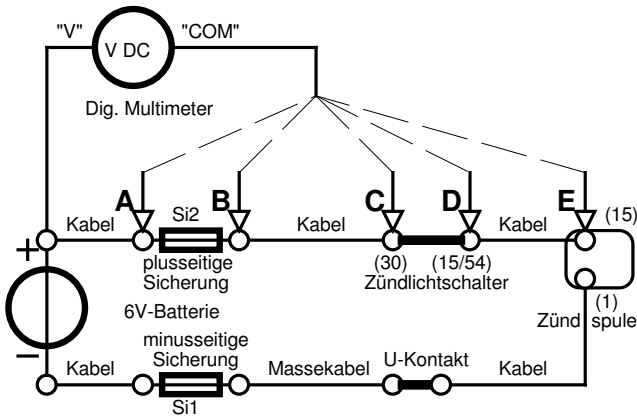 "V"
"COM"
V DC
Dig. Multimeter
A
B
C
D
E
Kabel
Si2
Kabel
Kabel
(15)
+
plusseitige
Sicherung
(30)
(15/54)
Zündlichtschalter
6V-Batterie
(1)
Zünd spule
−
minusseitige
Sicherung
Kabel
Massekabel
U-Kontakt
Kabel
Si1